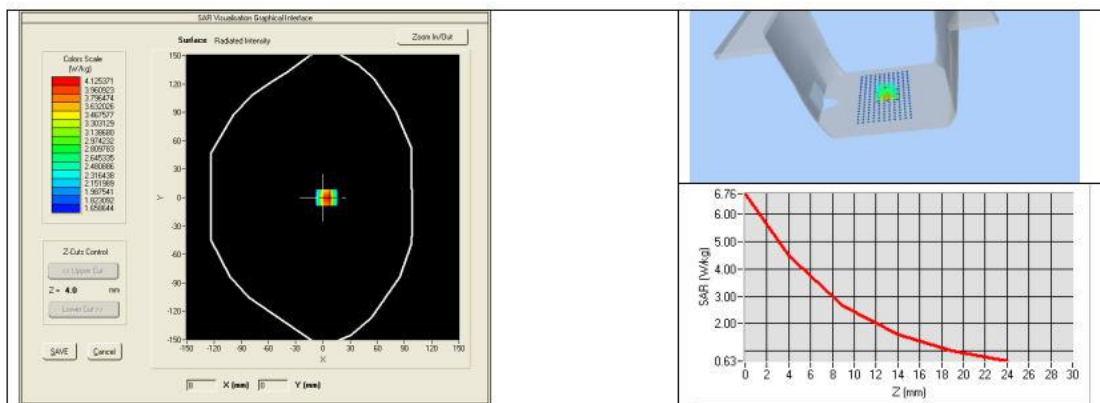 SAR Visualisation Graphical Interface
Surface Radiated Intensity
Zoom In/Out
Colors Scale
(W/kg)
4.125371
3.960923
3.796474
3.632026
3.467577
3.303129
3.138680
2.974232
2.809783
2.645335
2.480886
2.316438
2.151989
1.987541
1.823092
1.658644
Z-Cuts Control
<< Upper Cut
Z = 4.0 mm
Lower Cut >>
SAVE Cancel
150
120
90
60
30
0
-30
-60
-90
-120
-150
Y
-150 -120 -90 -60 -30 0 30 60 90 120 150
X
0 X (mm) 0 Y (mm)
6.76
6.00
5.00
4.00
3.00
2.00
0.63
SAR (W/kg)
0 2 4 6 8 10 12 14 16 18 20 22 24 26 28 30
Z (mm)